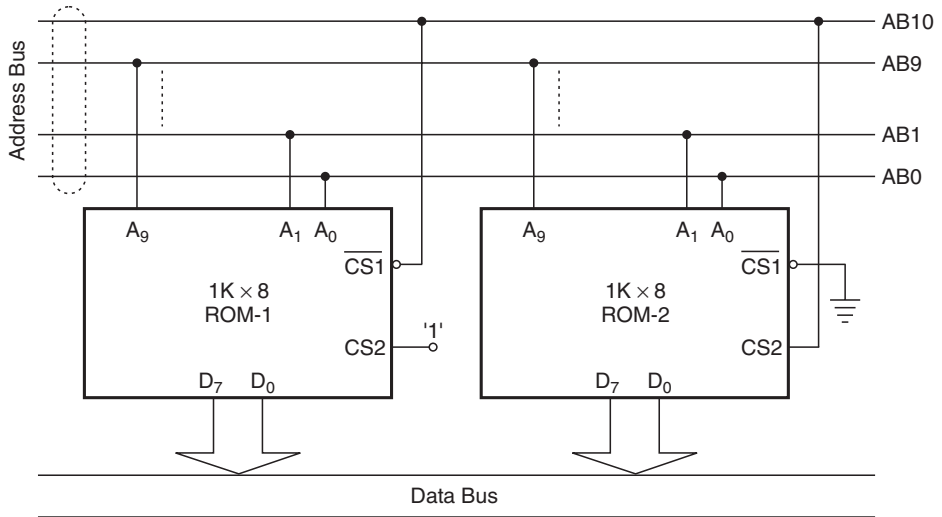 Address Bus
AB10
AB9
AB1
AB0
A₉ A₁ A₀
CS1
1K × 8
ROM-1
CS2
'1'
D₇ D₀
A₉ A₁ A₀
CS1
1K × 8
ROM-2
CS2
D₇ D₀
Data Bus